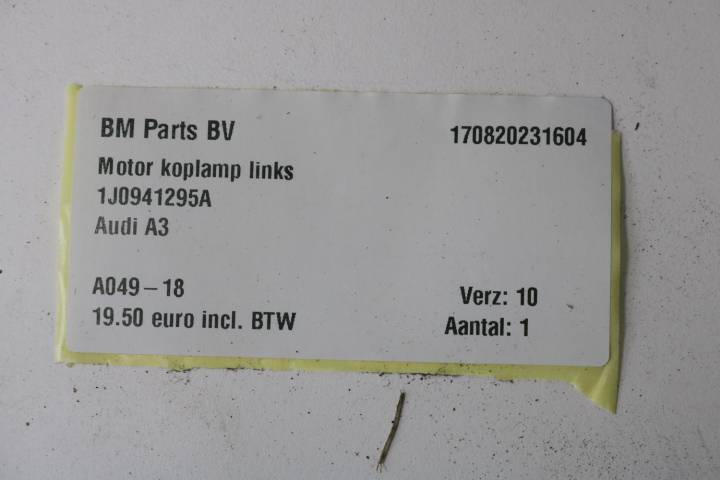 BM Parts BV 170820231604
Motor koplamp links
1J0941295A
Audi A3
A049-18 Verz: 10
19.50 euro incl. BTW Aantal: 1